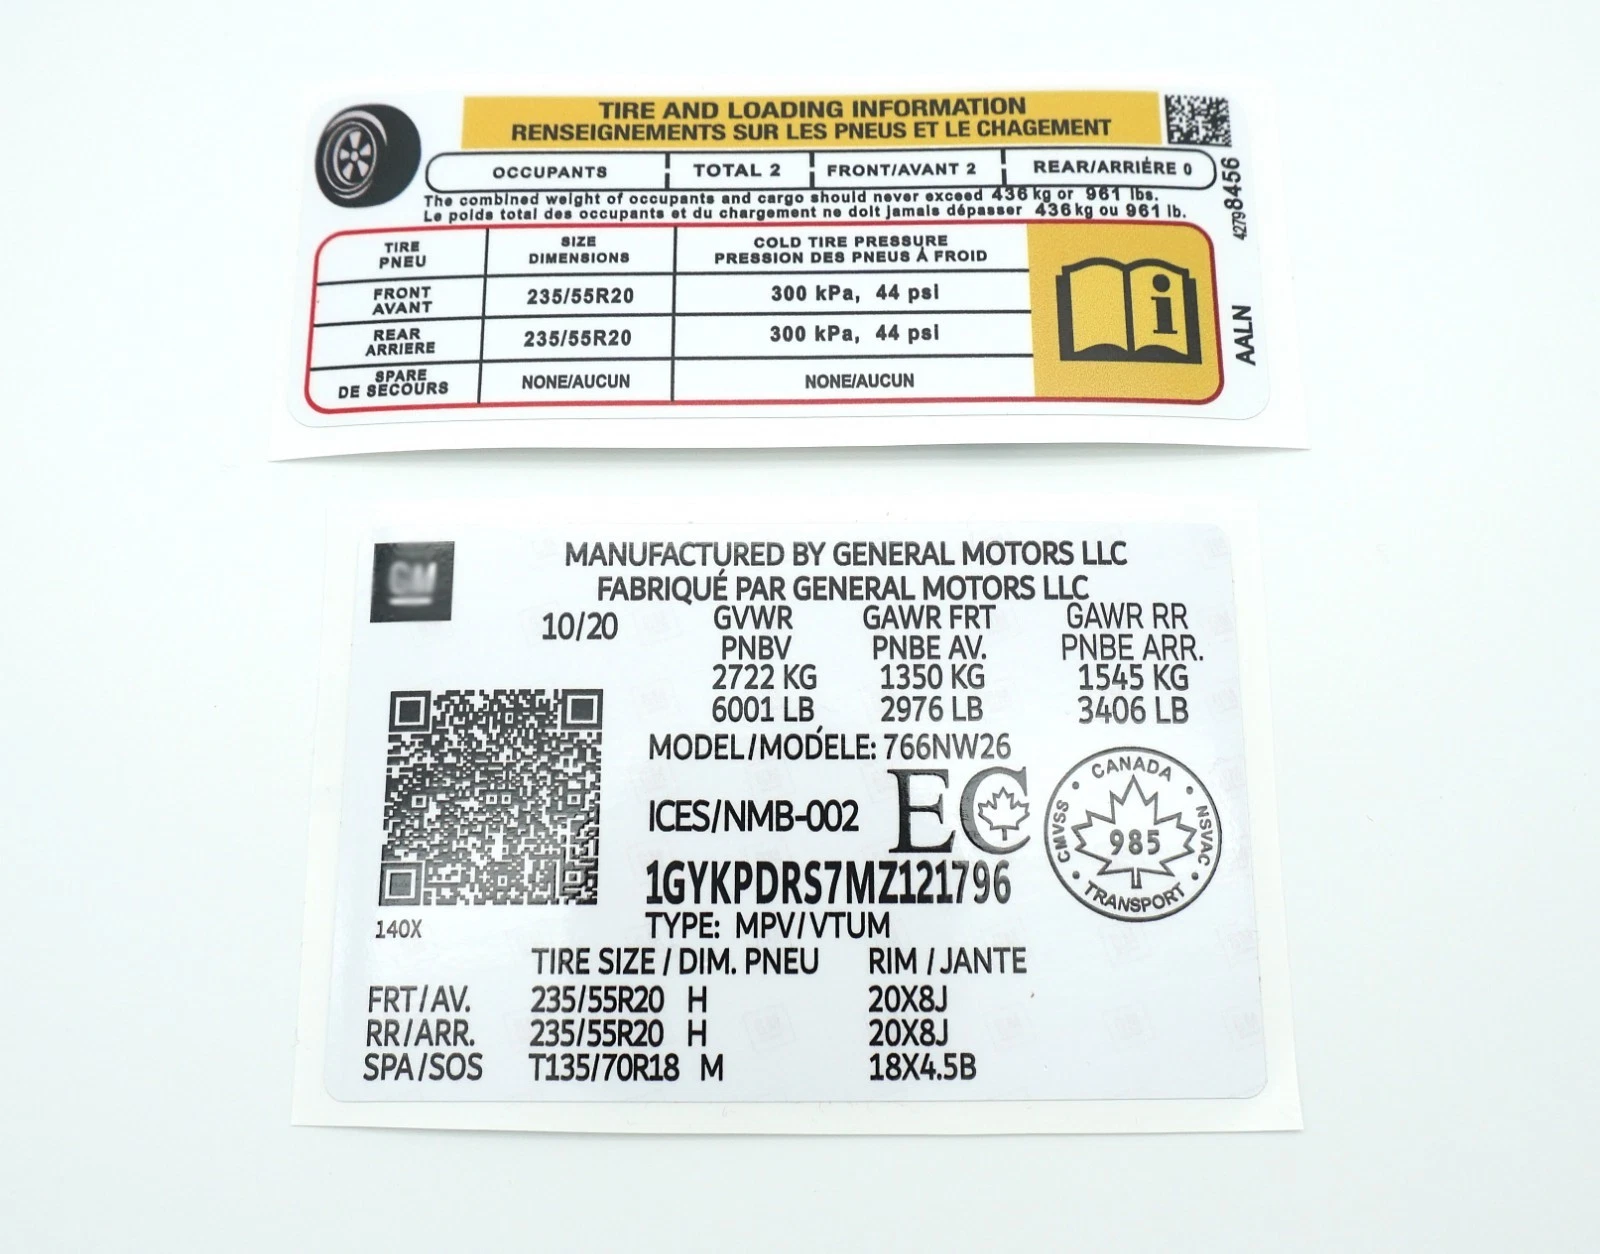 TIRE AND LOADING INFORMATION
RENSEIGNEMENTS SUR LES PNEUS ET LE CHAGEMENT
OCCUPANTS TOTAL 2 FRONT/AVANT 2 REAR/ARRIÉRE 0
The combined weight of occupants and cargo should never exceed 436 kg or 961 lbs.
Le poids total des occupants et du chargement ne doit jamais dépasser 436 kg ou 961 lb.
TIRE SIZE COLD TIRE PRESSURE
PNEU DIMENSIONS PRESSION DES PNEUS À FROID
FRONT
AVANT 235/55R20 300 kPa, 44 psi
REAR
ARRIERE 235/55R20 300 kPa, 44 psi
SPARE
DE SECOURS NONE/AUCUN NONE/AUCUN
42798456
AALN
GM
MANUFACTURED BY GENERAL MOTORS LLC
FABRIQUÉ PAR GENERAL MOTORS LLC
10/20 GVWR GAWR FRT GAWR RR
PNBV PNBE AV. PNBE ARR.
2722 KG 1350 KG 1545 KG
6001 LB 2976 LB 3406 LB
MODEL/MODÉLE: 766NW26
ICES/NMB-002 EC
CANADA
CMVSS 985 NSVAC
TRANSPORT
1GYKPDRS7MZ121796
140X TYPE: MPV/VTUM
TIRE SIZE / DIM. PNEU RIM / JANTE
FRT/AV. 235/55R20 H 20X8J
RR/ARR. 235/55R20 H 20X8J
SPA/SOS T135/70R18 M 18X4.5B